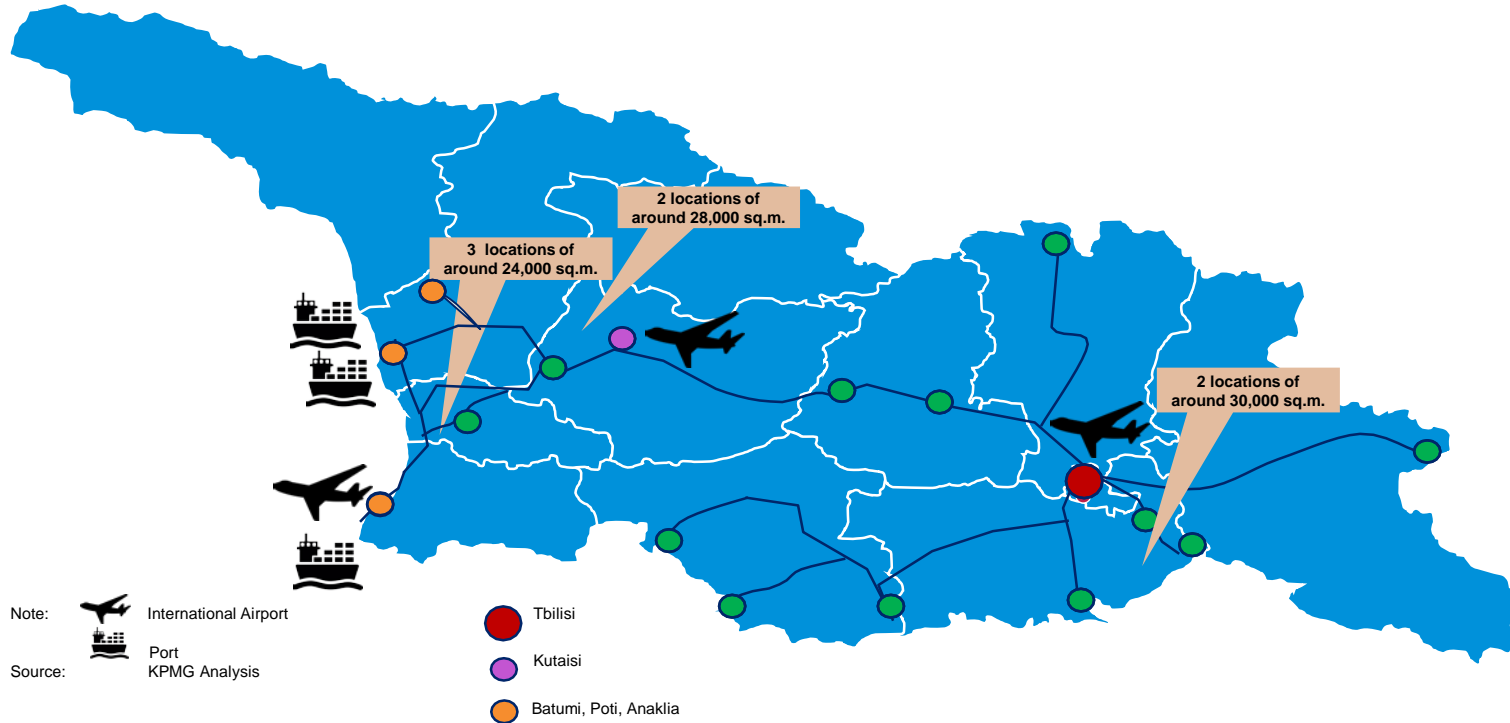 2 locations of
around 28,000 sq.m.
3 locations of
around 24,000 sq.m.
2 locations of
around 30,000 sq.m.
Note:
International Airport
Port
Source:
KPMG Analysis
Tbilisi
Kutaisi
Batumi, Poti, Anaklia